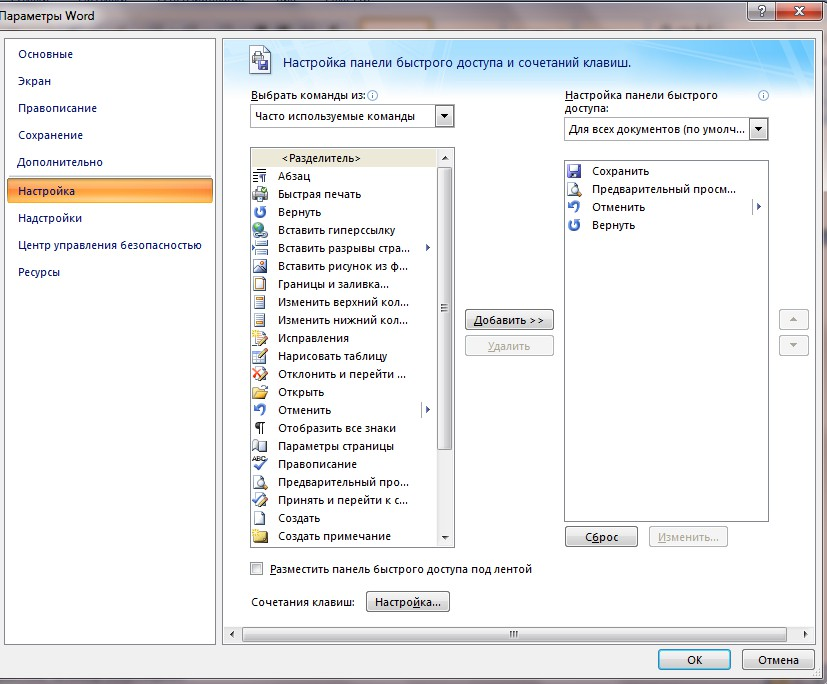 Параметры Word
Основные
Экран
Правописание
Сохранение
Дополнительно
Настройка
Надстройки
Центр управления безопасностью
Ресурсы
Настройка панели быстрого доступа и сочетаний клавиш.
Выбрать команды из:
Часто используемые команды
<Разделитель>
Абзац
Быстрая печать
Вернуть
Вставить гиперссылку
Вставить разрывы стра...
Вставить рисунок из ф...
Границы и заливка...
Изменить верхний кол...
Изменить нижний кол...
Исправления
Нарисовать таблицу
Отклонить и перейти ...
Открыть
Отменить
Отобразить все знаки
Параметры страницы
Правописание
Предварительный про...
Принять и перейти к с...
Создать
Создать примечание
Добавить >>
Удалить
Настройка панели быстрого
доступа:
Для всех документов (по умолч...
Сохранить
Предварительный просм...
Отменить
Вернуть
Сброс
Изменить...
Разместить панель быстрого доступа под лентой
Сочетания клавиш:
Настройка...
ОК
Отмена